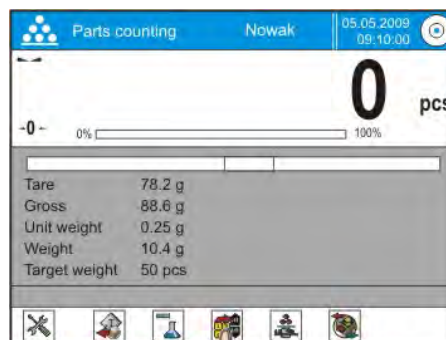 Parts counting Nowak 05.05.2009
09:10:00
0 pcs
-0-
0% 100%
Tare 78.2 g
Gross 88.6 g
Unit weight 0.25 g
Weight 10.4 g
Target weight 50 pcs